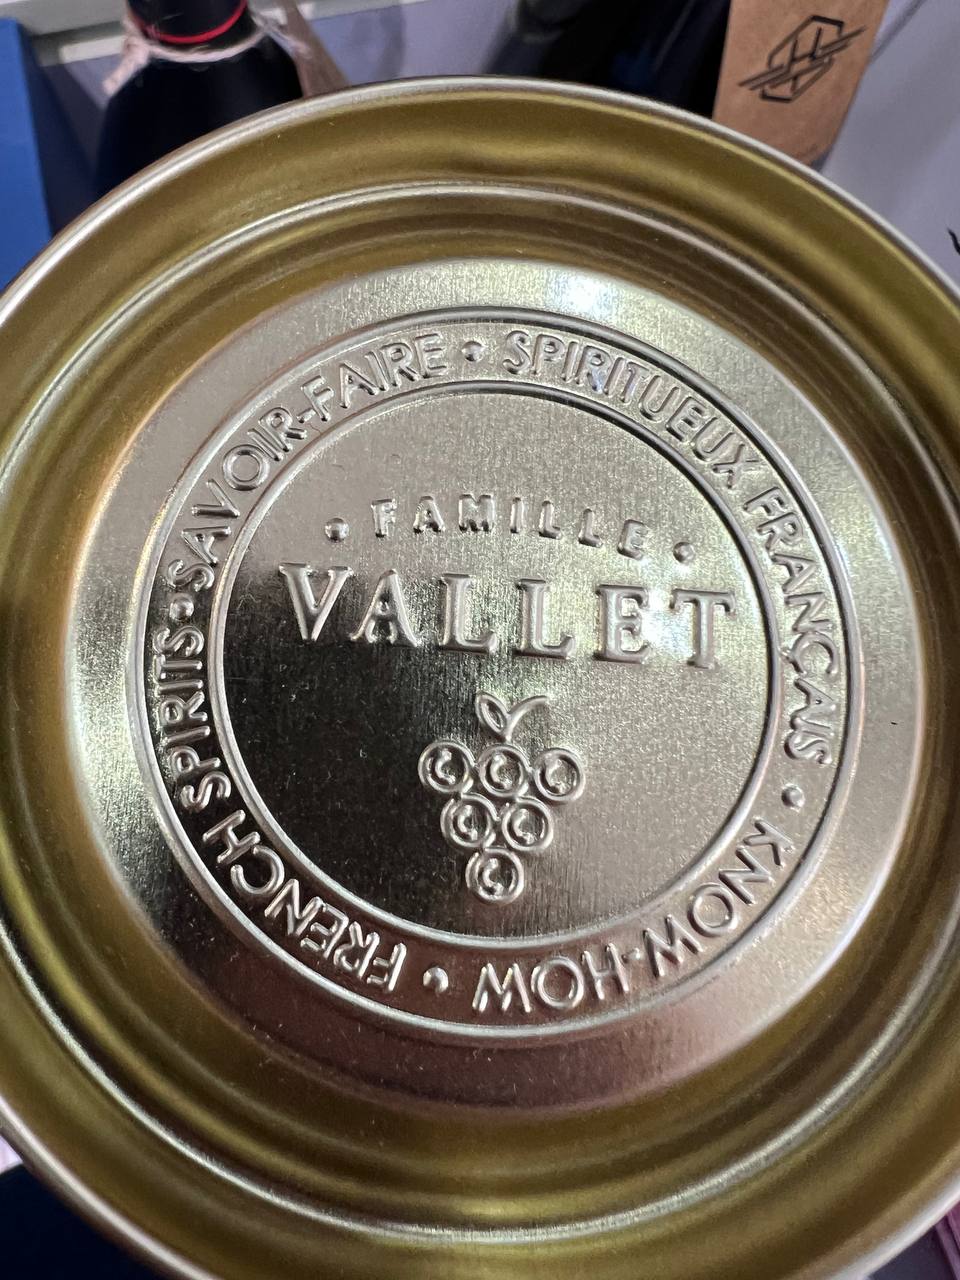 SAVOIR-FAIRE • SPIRITUEUX FRANÇAIS • KNOW-HOW • FRENCH SPIRITS •
• FAMILLE •
VALLET